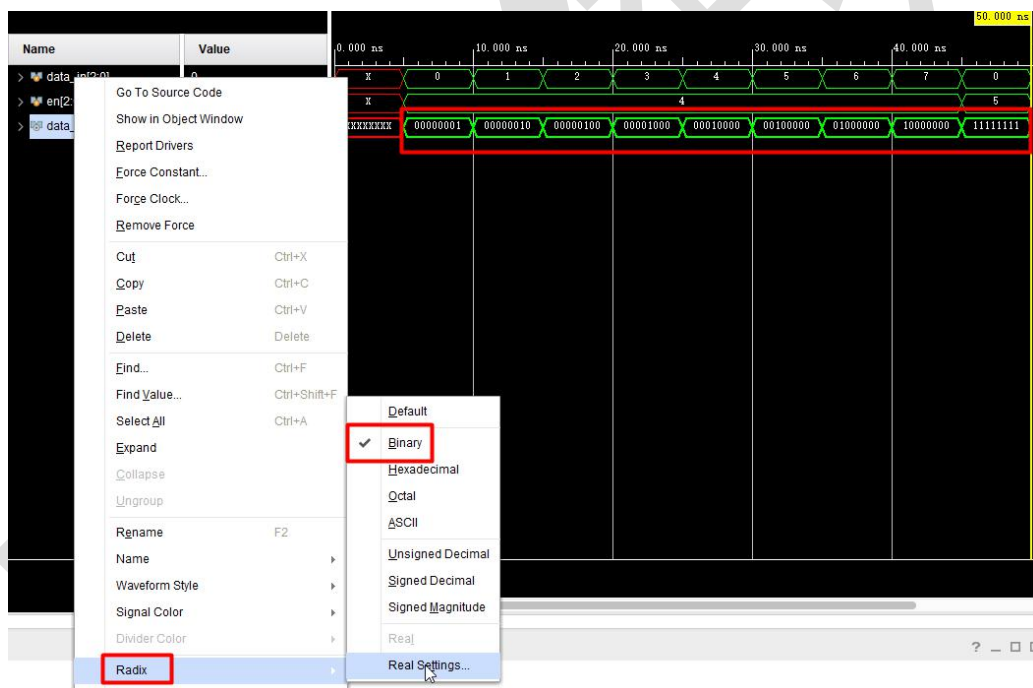 50.000 ns
Name Value 0.000 ns 10.000 ns 20.000 ns 30.000 ns 40.000 ns
data_in[2:0] 0 X 0 1 2 3 4 5 6 7 0
en[2: X 4 5
data_ XXXXXXX 00000001 00000010 00000100 00001000 00010000 00100000 01000000 10000000 11111111
Go To Source Code
Show in Object Window
Report Drivers
Force Constant...
Force Clock...
Remove Force
Cut Ctrl+X
Copy Ctrl+C
Paste Ctrl+V
Delete Delete
Find... Ctrl+F
Find Value... Ctrl+Shift+F
Select All Ctrl+A
Expand
Collapse
Ungroup
Rename F2
Name
Waveform Style
Signal Color
Divider Color
Radix
Default
Binary
Hexadecimal
Octal
ASCII
Unsigned Decimal
Signed Decimal
Signed Magnitude
Real
Real Settings...
? _